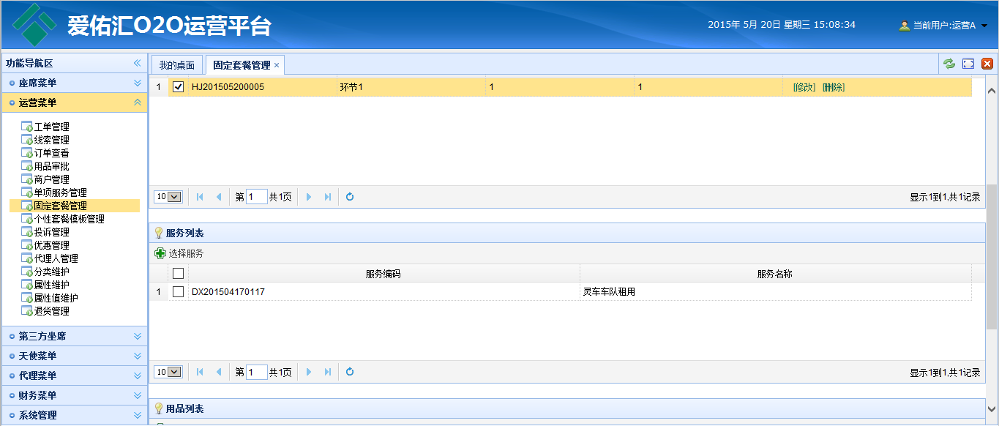 爱佑汇O2O运营平台
2015年 5月 20日 星期三 15:08:34
当前用户:运营A
功能导航区
座席菜单
运营菜单
工单管理
线索管理
订单查看
用品审批
商户管理
单项服务管理
固定套餐管理
个性套餐模板管理
投诉管理
优惠管理
代理人管理
分类维护
属性维护
属性值维护
退货管理
第三方坐席
天使菜单
代理菜单
财务菜单
系统管理
我的桌面 固定套餐管理 ×
1 HJ201505200005 环节1 1 1 [修改] [删除]
10 第 1 共1页 显示1到1,共1记录
服务列表
选择服务
服务编码 服务名称
1 DX201504170117 灵车车队租用
10 第 1 共1页 显示1到1,共1记录
用品列表